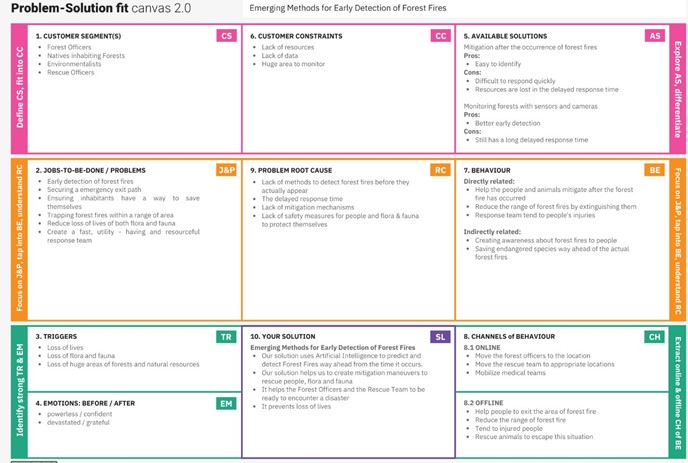 Problem-Solution fit canvas 2.0
Emerging Methods for Early Detection of Forest Fires
Define CS, fit into CC
1. CUSTOMER SEGMENT(S)
CS
• Forest Officers
• Natives inhabiting Forests
• Environmentalists
• Rescue Officers
6. CUSTOMER CONSTRAINTS
CC
• Lack of resources
• Lack of data
• Huge area to monitor
5. AVAILABLE SOLUTIONS
AS
Mitigation after the occurrence of forest fires
Pros:
• Easy to identify
Cons:
• Difficult to respond quickly
• Resources are lost in the delayed response time
Monitoring forests with sensors and cameras
Pros:
• Better early detection
Cons:
• Still has a long delayed response time
Explore AS, differentiate
Focus on J&P, tap into BE, understand RC
2. JOBS-TO-BE-DONE / PROBLEMS
J&P
• Early detection of forest fires
• Securing a emergency exit path
• Ensuring inhabitants have a way to save
themselves
• Trapping forest fires within a range of area
• Reduce loss of lives of both flora and fauna
• Create a fast, utility - having and resourceful
response team
9. PROBLEM ROOT CAUSE
RC
• Lack of methods to detect forest fires before they
actually appear
• The delayed response time
• Lack of mitigation mechanisms
• Lack of safety measures for people and flora & fauna
to protect themselves
7. BEHAVIOUR
BE
Directly related:
• Help the people and animals mitigate after the forest
fire has occurred
• Reduce the range of forest fires by extinguishing them
• Response team tend to people's injuries
Indirectly related:
• Creating awareness about forest fires to people
• Saving endangered species way ahead of the actual
forest fires
Focus on J&P, tap into BE, understand RC
Identify strong TR & EM
3. TRIGGERS
TR
• Loss of lives
• Loss of flora and fauna
• Loss of huge areas of forests and natural resources
4. EMOTIONS: BEFORE / AFTER
EM
• powerless / confident
• devastated / grateful
10. YOUR SOLUTION
SL
Emerging Methods for Early Detection of Forest Fires
• Our solution uses Artificial Intelligence to predict and
detect Forest Fires way ahead from the time it occurs.
• Our solution helps us to create mitigation maneuvers to
rescue people, flora and fauna
• It helps the Forest Officers and the Rescue Team to be
ready to encounter a disaster
• It prevents loss of lives
8. CHANNELS of BEHAVIOUR
CH
8.1 ONLINE
• Move the forest officers to the location
• Move the rescue team to appropriate locations
• Mobilize medical teams
8.2 OFFLINE
• Help people to exit the area of forest fire
• Reduce the range of forest fire
• Tend to injured people
• Rescue animals to escape this situation
Extract online & offline CH of BE